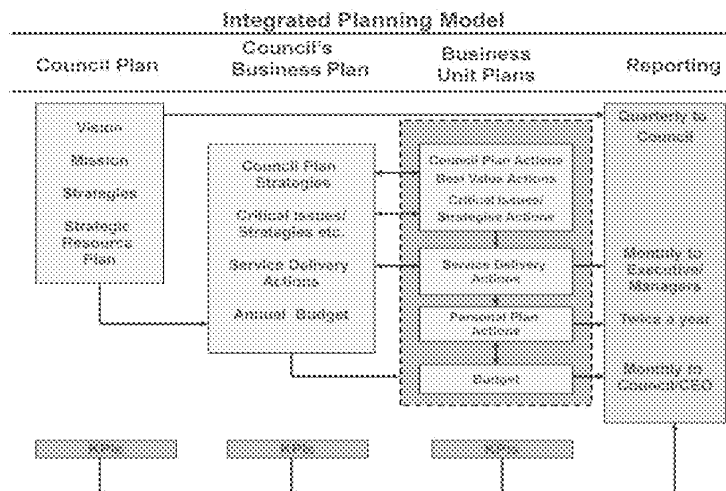 Integrated Planning Model
Council Plan
Council's
Business Plan
Business
Unit Plans
Reporting
Vision
Mission
Strategies
Strategic
Resource
Plan
Council Plan
Strategies
Critical Issues/
Strategies etc.
Service Delivery
Actions
Annual Budget
Council Plan Actions
Best Value Actions
Critical Issues/
Strategies Actions
Service Delivery
Actions
Personal Plan
Actions
Budget
Quarterly to
Council
Monthly to
Executive/
Managers
Twice a year
Monthly to
Council/CEO
KPIs
KPIs
KPIs